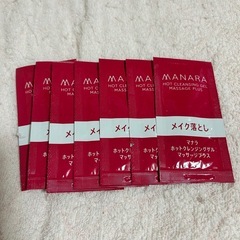 MANARA
HOT CLEANSING GEL
MASSAGE PLUS
メイク落とし
マナラ
ホットクレンジングゲル
マッサージプラス